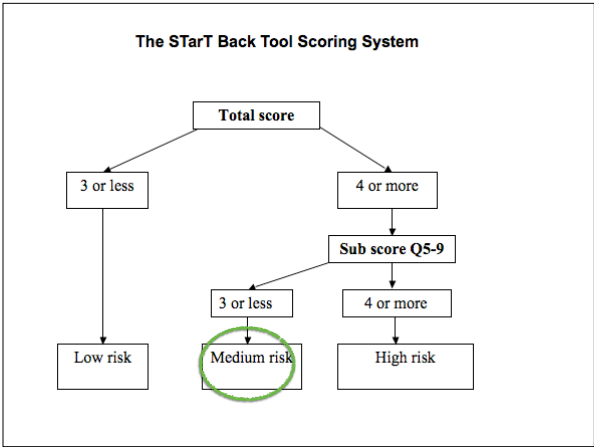 The STarT Back Tool Scoring System
Total score
3 or less
4 or more
Sub score Q5-9
3 or less
4 or more
Low risk
Medium risk
High risk